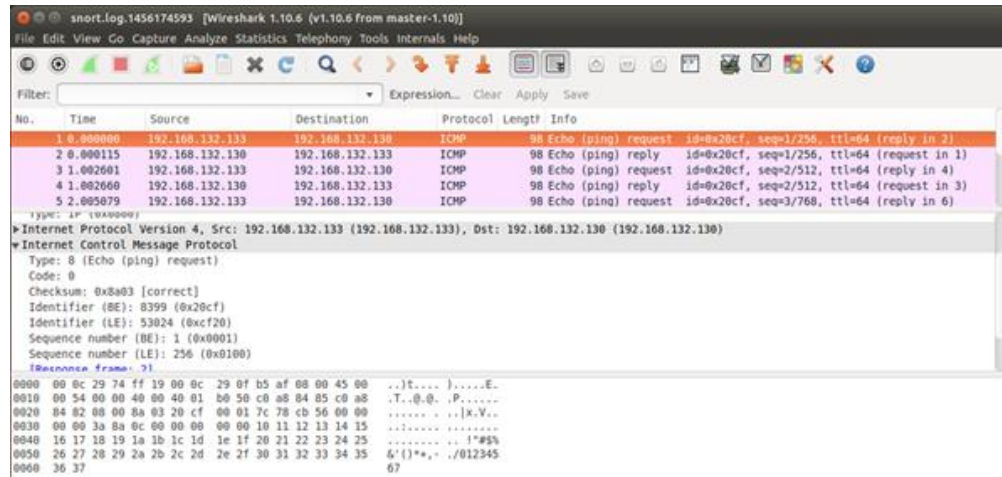 snort.log.1456174593 [Wireshark 1.10.6 (v1.10.6 from master-1.10)]
File Edit View Go Capture Analyze Statistics Telephony Tools Internals Help
Filter: Expression... Clear Apply Save
No. Time Source Destination Protocol Length Info
1 0.000000 192.168.132.133 192.168.132.130 ICMP 98 Echo (ping) request id=0x20cf, seq=1/256, ttl=64 (reply in 2)
2 0.000115 192.168.132.130 192.168.132.133 ICMP 98 Echo (ping) reply id=0x20cf, seq=1/256, ttl=64 (request in 1)
3 1.002601 192.168.132.133 192.168.132.130 ICMP 98 Echo (ping) request id=0x20cf, seq=2/512, ttl=64 (reply in 4)
4 1.002660 192.168.132.130 192.168.132.133 ICMP 98 Echo (ping) reply id=0x20cf, seq=2/512, ttl=64 (request in 3)
5 2.005079 192.168.132.133 192.168.132.130 ICMP 98 Echo (ping) request id=0x20cf, seq=3/768, ttl=64 (reply in 6)
Type: IP (0x0800)
Internet Protocol Version 4, Src: 192.168.132.133 (192.168.132.133), Dst: 192.168.132.130 (192.168.132.130)
Internet Control Message Protocol
Type: 8 (Echo (ping) request)
Code: 0
Checksum: 0x8a03 [correct]
Identifier (BE): 8399 (0x20cf)
Identifier (LE): 53024 (0xcf20)
Sequence number (BE): 1 (0x0001)
Sequence number (LE): 256 (0x0100)
[Response frame: 2]
0000 00 0c 29 74 ff 19 00 0c 29 0f b5 af 08 00 45 00 ..)t.... ).....E.
0010 00 54 00 00 40 00 40 01 b0 50 c0 a8 84 85 c0 a8 .T..@.@. .P......
0020 84 82 08 00 8a 03 20 cf 00 01 7c 78 cb 56 00 00 ...... . ..|x.V..
0030 00 00 3a 8a 0c 00 00 00 00 00 10 11 12 13 14 15 ..:..... ........
0040 16 17 18 19 1a 1b 1c 1d 1e 1f 20 21 22 23 24 25 ........ .. !"#$%
0050 26 27 28 29 2a 2b 2c 2d 2e 2f 30 31 32 33 34 35 &'()*+,- ./012345
0060 36 37 67